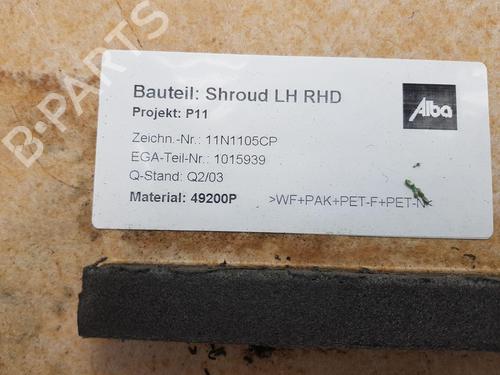 B-PARTS
Bauteil: Shroud LH RHD
Alba
Projekt: P11
Zeichn.-Nr.: 11N1105CP
EGA-Teil-Nr.: 1015939
Q-Stand: Q2/03
Material: 49200P >WF+PAK+PET-F+PET-N<